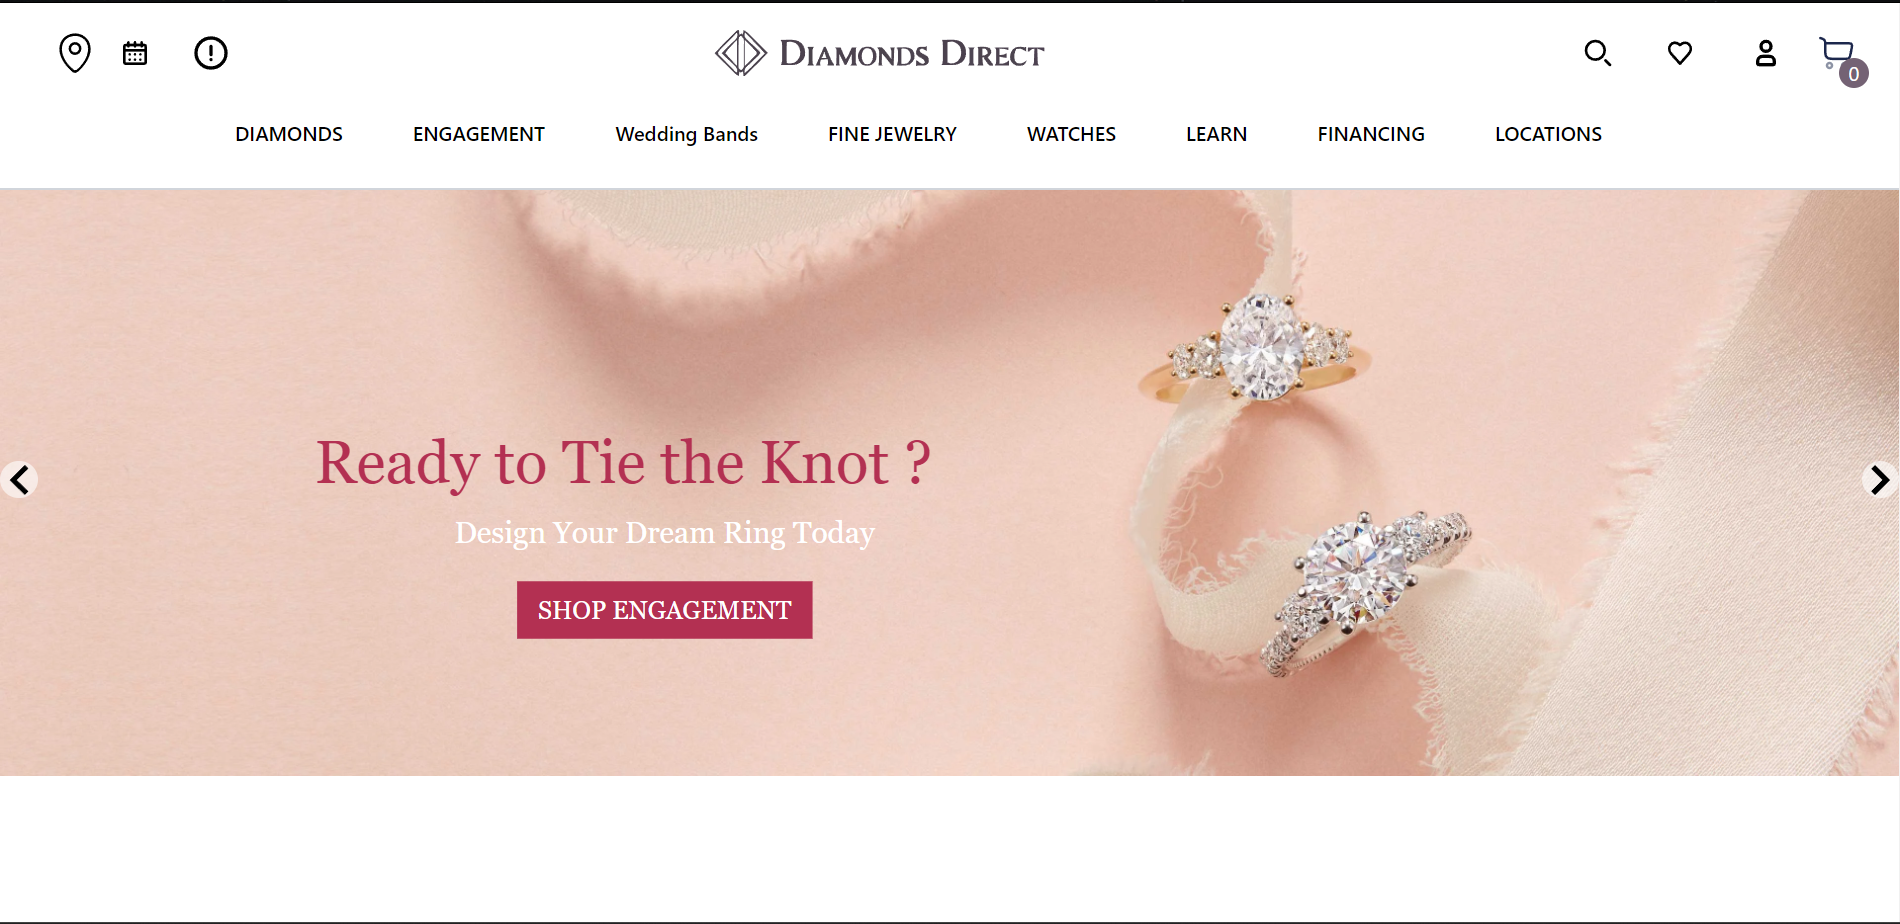 DIAMONDS DIRECT
0
DIAMONDS ENGAGEMENT Wedding Bands FINE JEWELRY WATCHES LEARN FINANCING LOCATIONS
Ready to Tie the Knot ?
Design Your Dream Ring Today
SHOP ENGAGEMENT